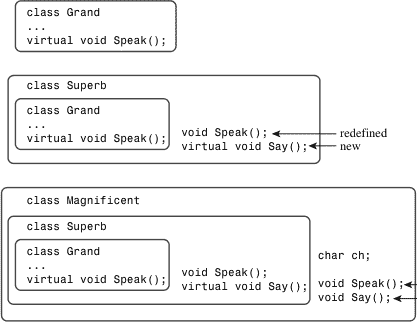 class Grand
...
virtual void Speak();
class Superb
class Grand
...
virtual void Speak();
void Speak();
redefined
virtual void Say();
new
class Magnificent
class Superb
class Grand
...
virtual void Speak();
void Speak();
virtual void Say();
char ch;
void Speak();
void Say();